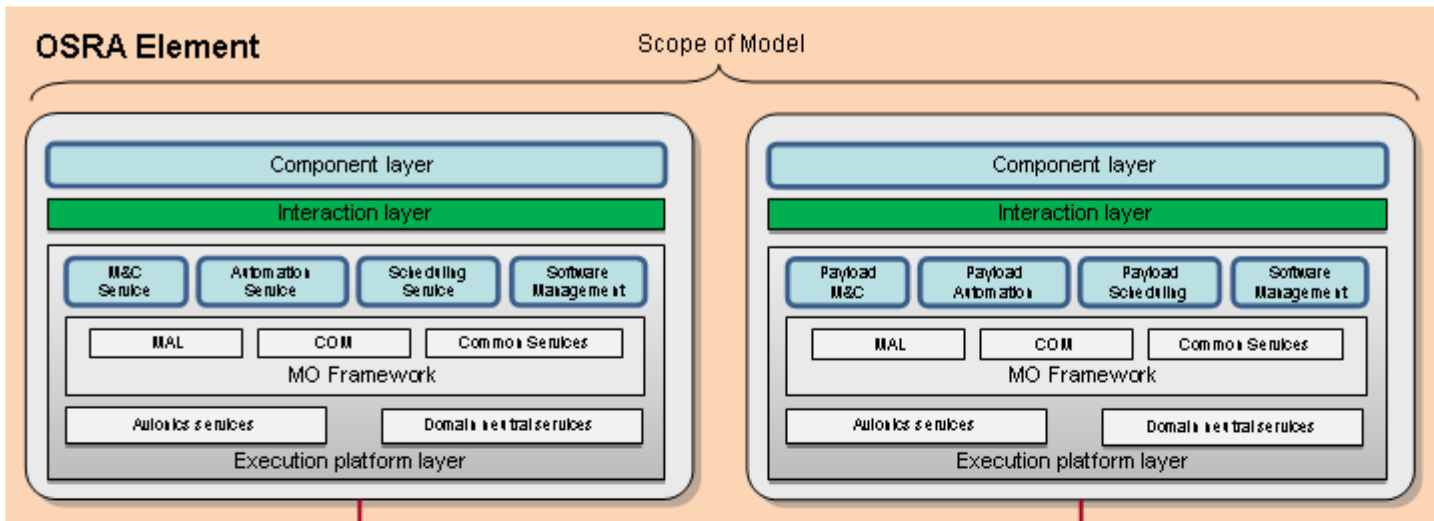 OSRA Element
Scope of Model
Component layer
Interaction layer
M&C
Service
Automation
Service
Scheduling
Service
Software
Management
MAL
COM
Common Services
MO Framework
Avionics services
Domain neutral services
Execution platform layer
Component layer
Interaction layer
Payload
M&C
Payload
Automation
Payload
Scheduling
Software
Management
MAL
COM
Common Services
MO Framework
Avionics services
Domain neutral services
Execution platform layer